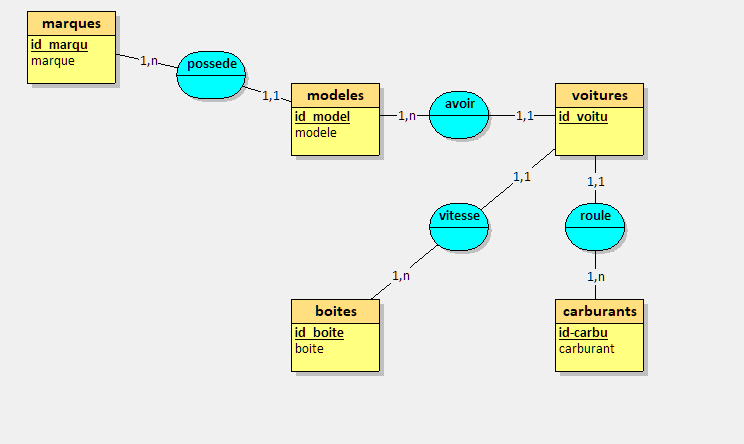 marques
id_marqu
marque
1,n
possede
1,1
modeles
id_model
modele
1,n
avoir
1,1
voitures
id_voitu
1,1
vitesse
1,n
1,1
roule
1,n
boites
id_boite
boite
carburants
id-carbu
carburant